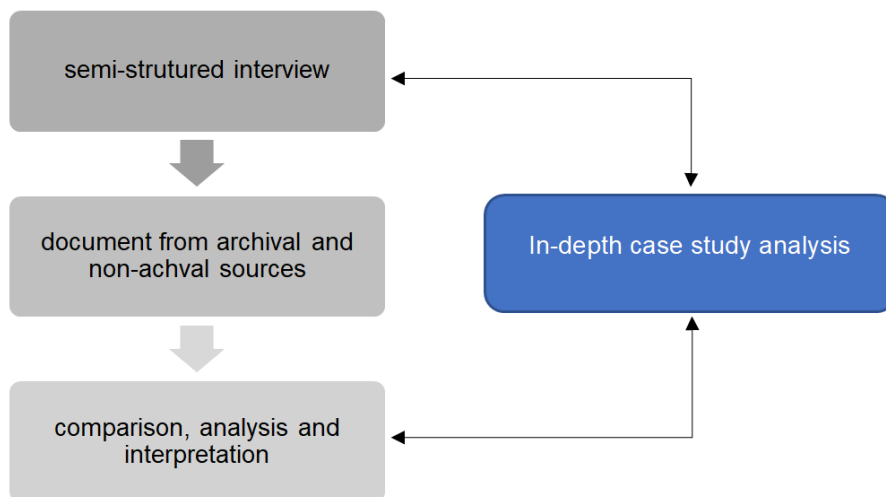 semi-strutured interview
document from archival and
non-achval sources
comparison, analysis and
interpretation
In-depth case study analysis